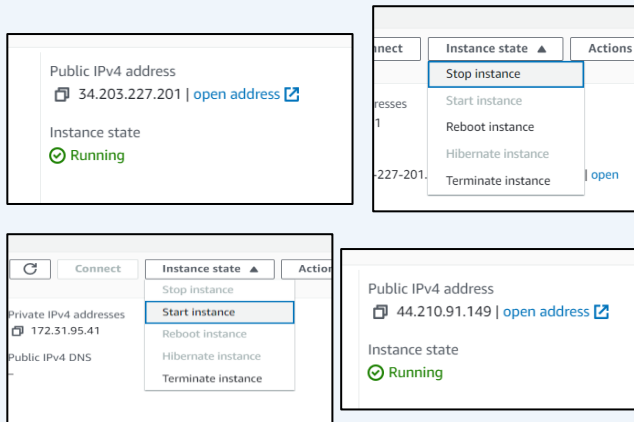 Public IPv4 address
34.203.227.201 | open address
Instance state
Running
Instance state ▲
Actions
Stop instance
Start instance
Reboot instance
Hibernate instance
Terminate instance
1
-227-201.
| open
Connect
Instance state ▲
Stop instance
Start instance
Reboot instance
Hibernate instance
Terminate instance
Private IPv4 addresses
172.31.95.41
Public IPv4 DNS
–
Public IPv4 address
44.210.91.149 | open address
Instance state
Running